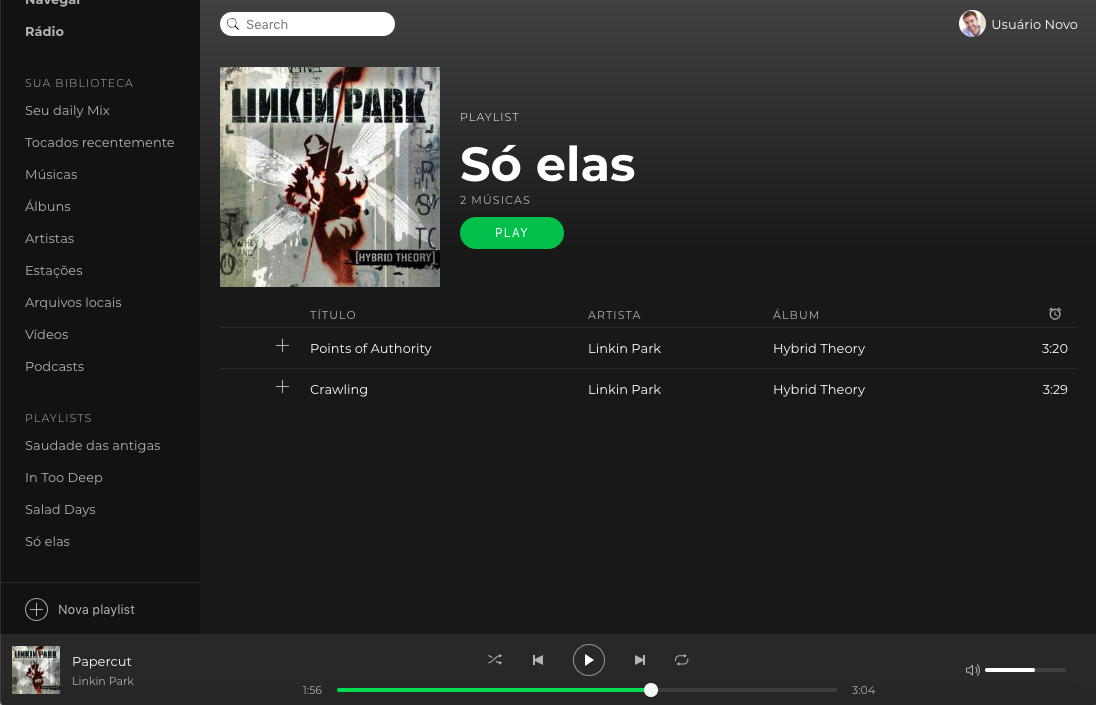 Navegar
Rádio
SUA BIBLIOTECA
Seu daily Mix
Tocados recentemente
Músicas
Álbuns
Artistas
Estações
Arquivos locais
Vídeos
Podcasts
PLAYLISTS
Saudade das antigas
In Too Deep
Salad Days
Só elas
Nova playlist
Search
Usuário Novo
LINKIN PARK
[HYBRID THEORY]
PLAYLIST
Só elas
2 MÚSICAS
PLAY
TÍTULO ARTISTA ÁLBUM
Points of Authority Linkin Park Hybrid Theory 3:20
Crawling Linkin Park Hybrid Theory 3:29
LINKIN PARK
Papercut
Linkin Park
1:56 3:04